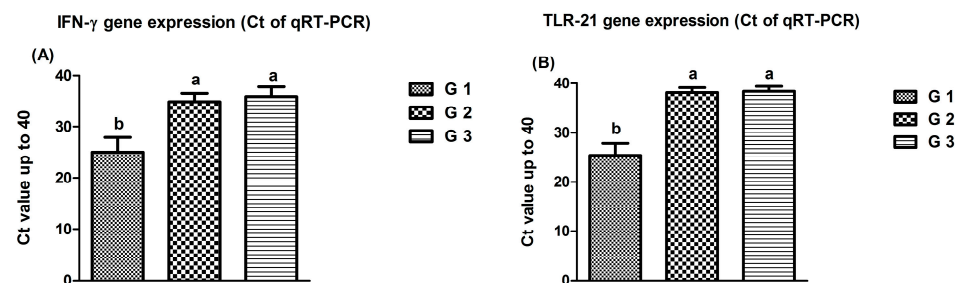 IFN-γ gene expression (Ct of qRT-PCR)
(A)
Ct value up to 40
40
30
20
10
0
b
a
a
G 1
G 2
G 3
TLR-21 gene expression (Ct of qRT-PCR)
(B)
Ct value up to 40
40
30
20
10
0
b
a
a
G 1
G 2
G 3